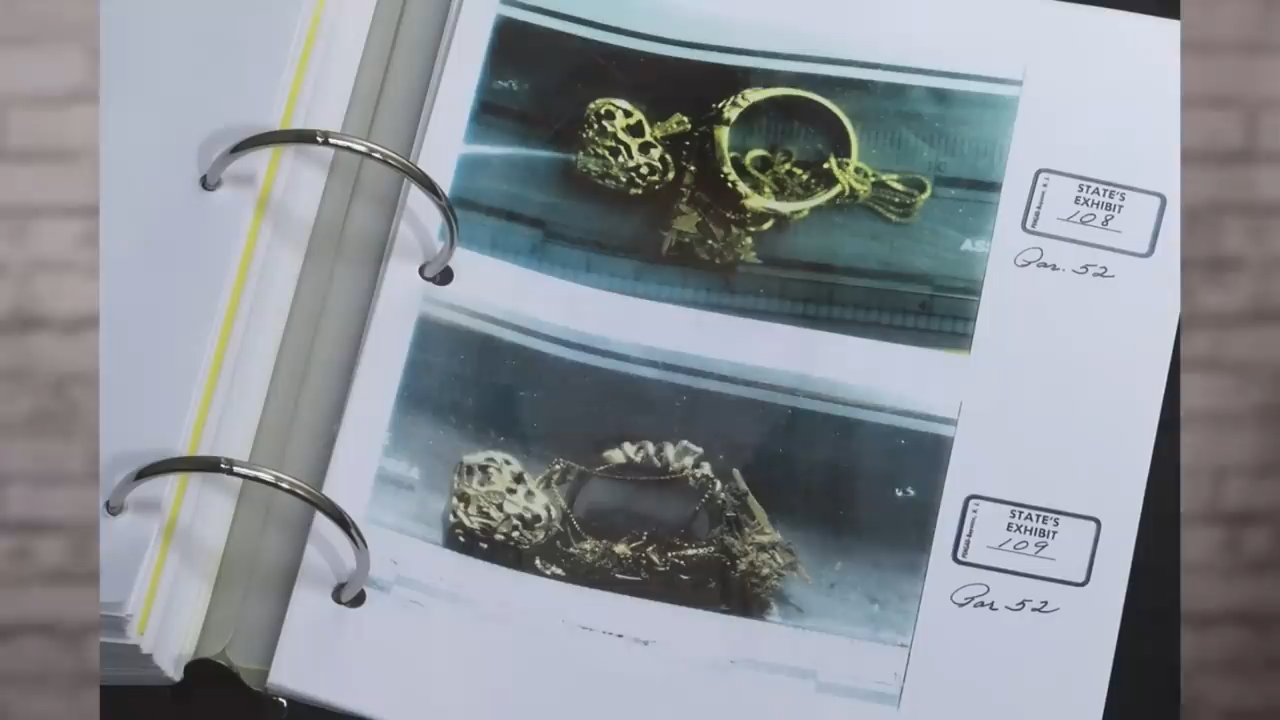 STATE'S
EXHIBIT
108
Par. 52
U.S
STATE'S
EXHIBIT
109
Par 52